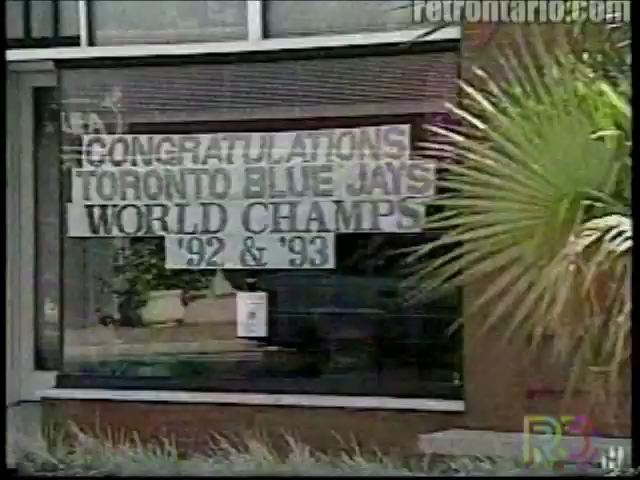 retrontario.com
CONGRATULATIONS
TORONTO BLUE JAYS
WORLD CHAMPS
'92 & '93